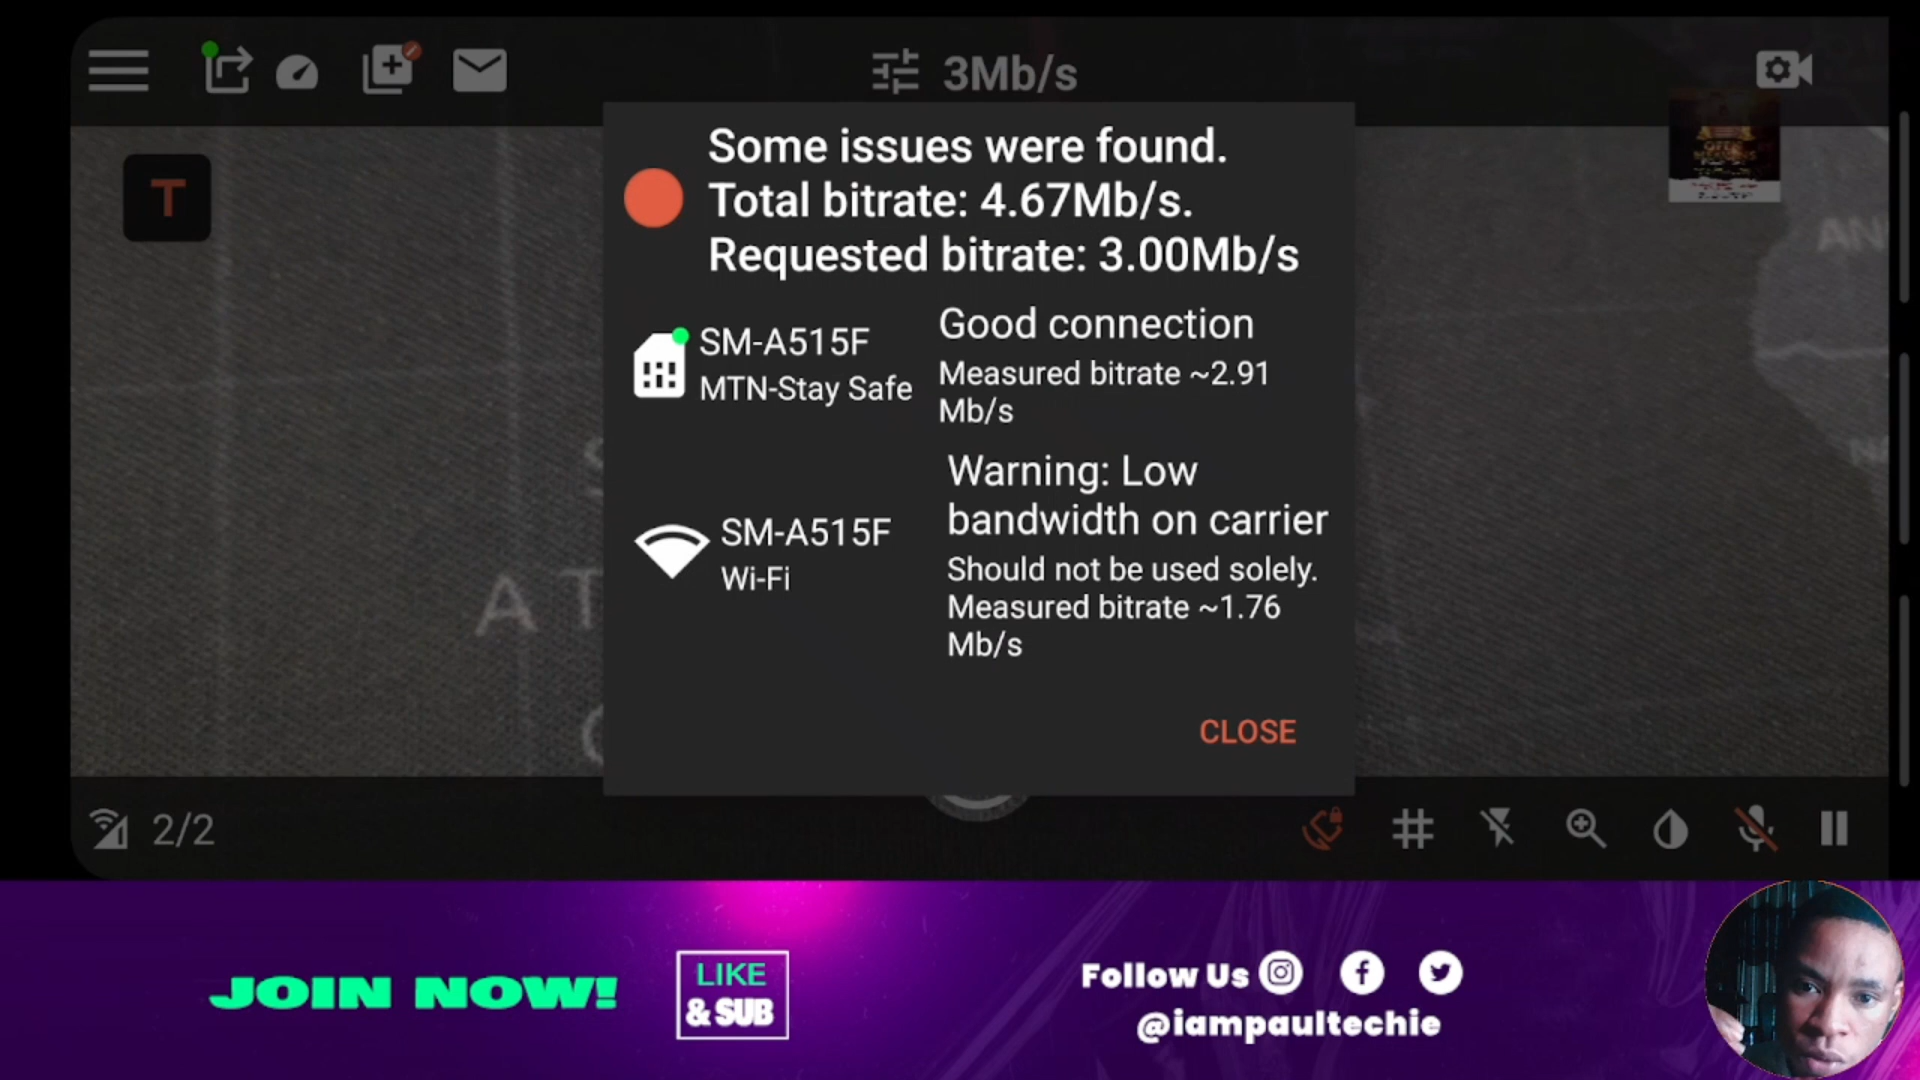 3Mb/s
T
Some issues were found.
Total bitrate: 4.67Mb/s.
Requested bitrate: 3.00Mb/s
SM-A515F
MTN-Stay Safe
Good connection
Measured bitrate ~2.91
Mb/s
SM-A515F
Wi-Fi
Warning: Low
bandwidth on carrier
Should not be used solely.
Measured bitrate ~1.76
Mb/s
CLOSE
AN
A T
2/2
JOIN NOW!
LIKE
& SUB
Follow Us
@iampaultechie